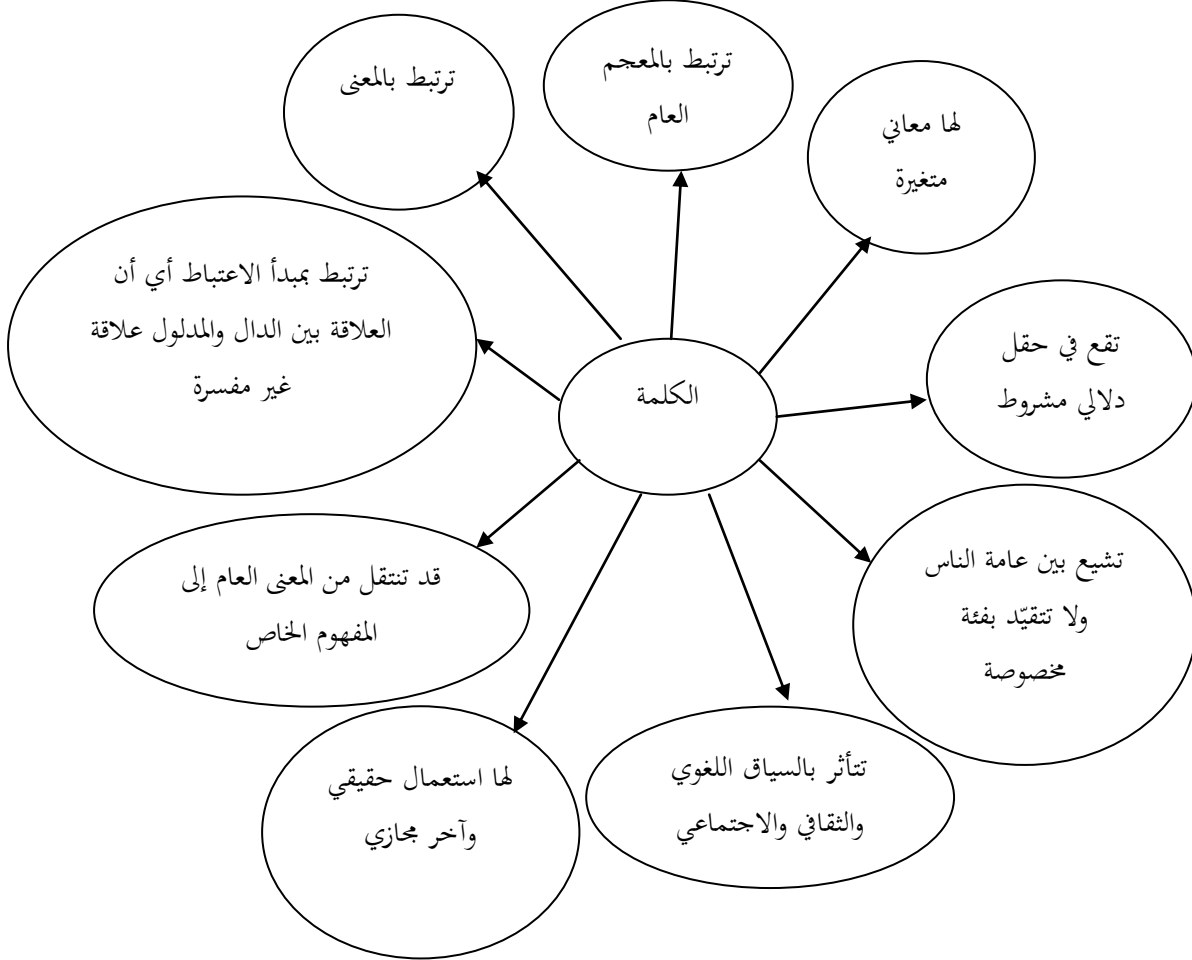 ترتبط بالمعجم
العام
ترتبط بالمعنى
لها معاني
متغيرة
ترتبط بمبدأ الاعتباط أي أن
العلاقة بين الدال والمدلول علاقة
غير مفسرة
تقع في حقل
دلالي مشروط
الكلمة
تشيع بين عامة الناس
ولا تتقيّد بفئة
مخصوصة
قد تنتقل من المعنى العام إلى
المفهوم الخاص
تتأثر بالسياق اللغوي
والثقافي والاجتماعي
لها استعمال حقيقي
وآخر مجازي